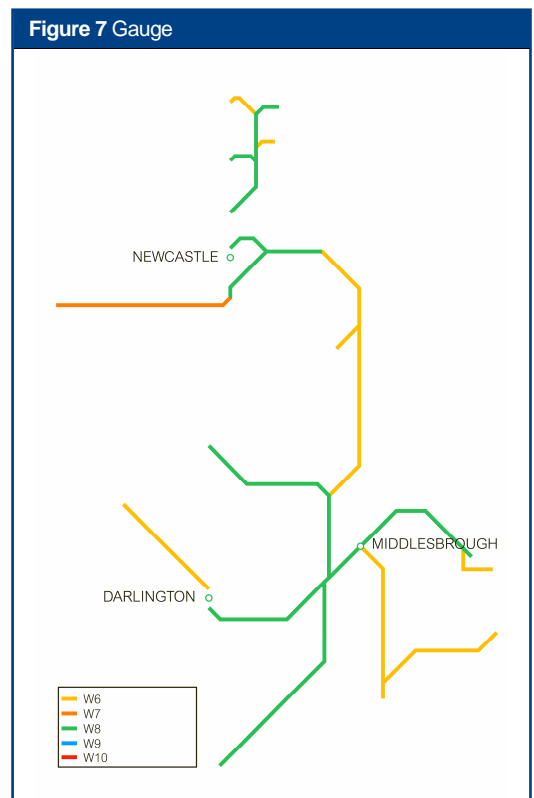 Figure 7 Gauge
NEWCASTLE
MIDDLESBROUGH
DARLINGTON
W6
W7
W8
W9
W10